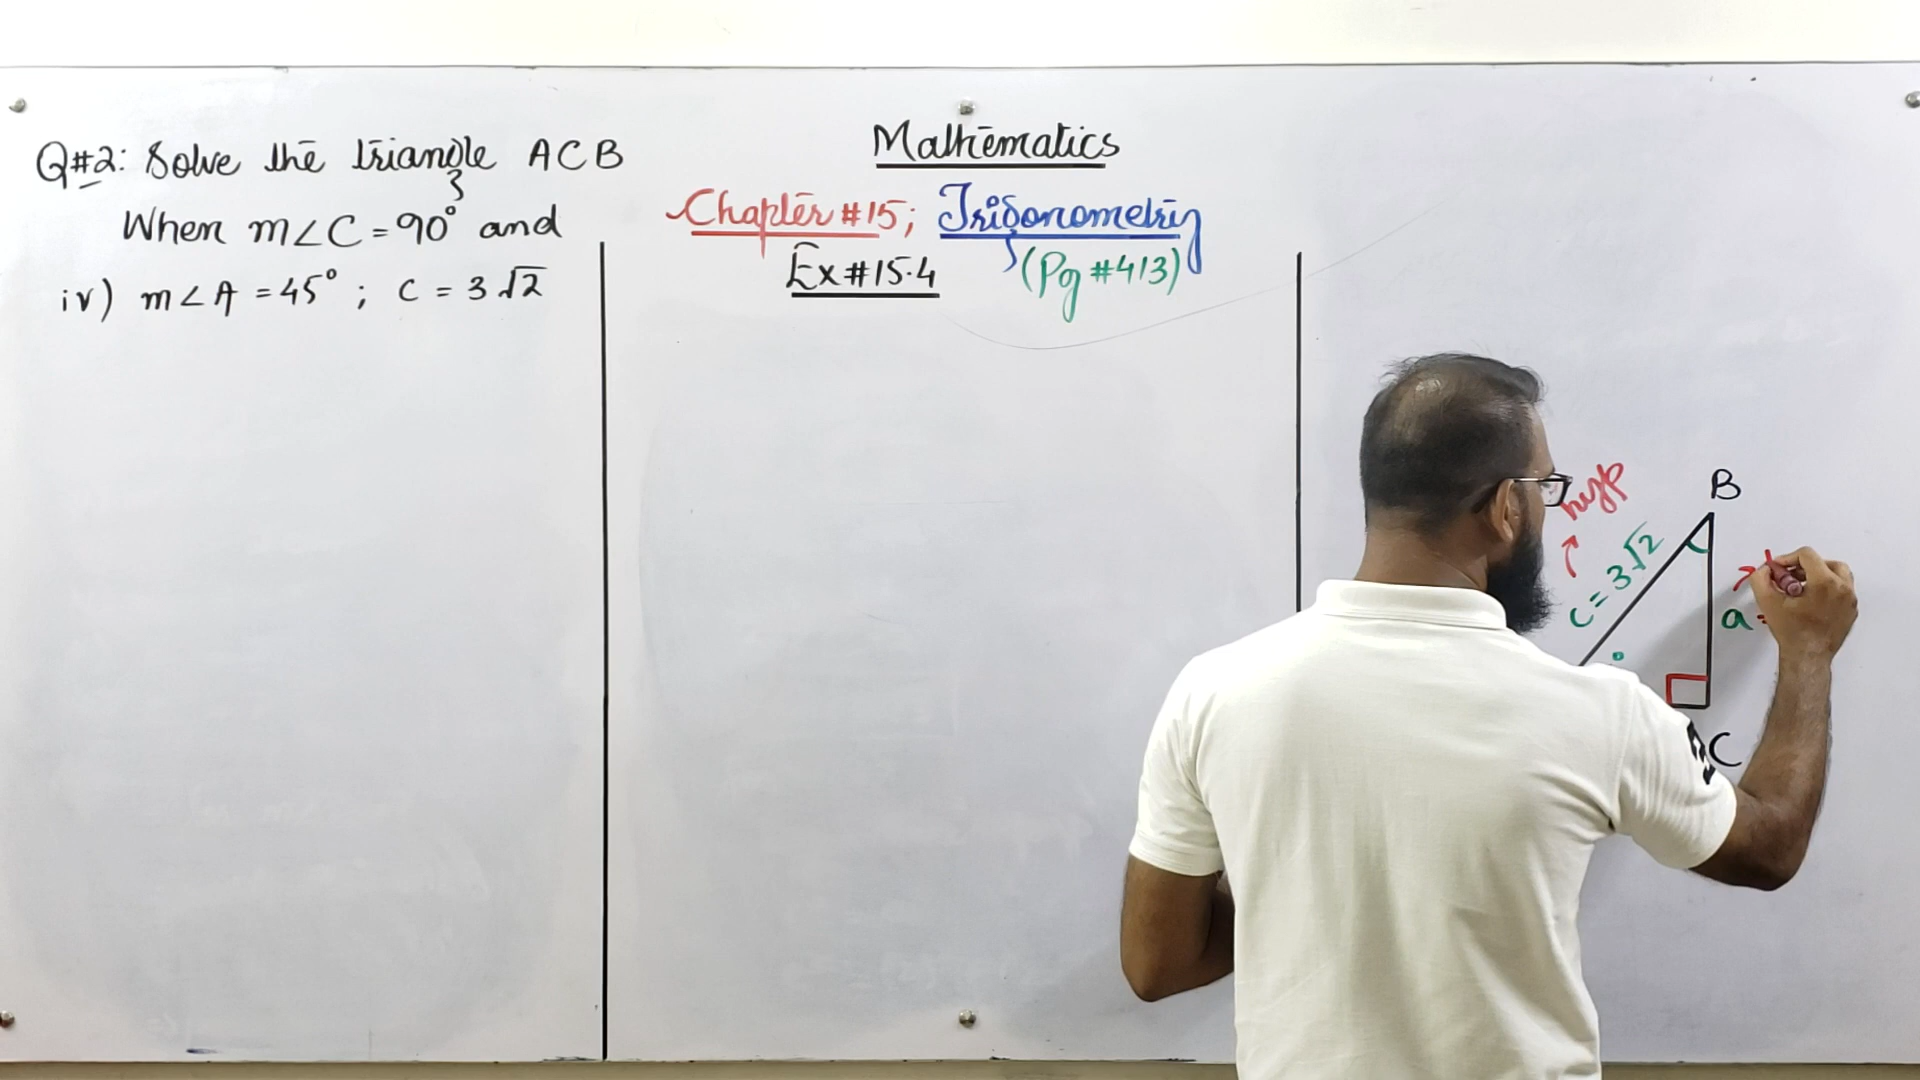 Q#2: Solve the triangle ACB
When m∠C = 90° and
iv) m∠A = 45° ; c = 3√2
Mathematics
Chapter #15; Trigonometry
Ex #15.4 (Pg #413)
hyp
B
c = 3√2
a =
C